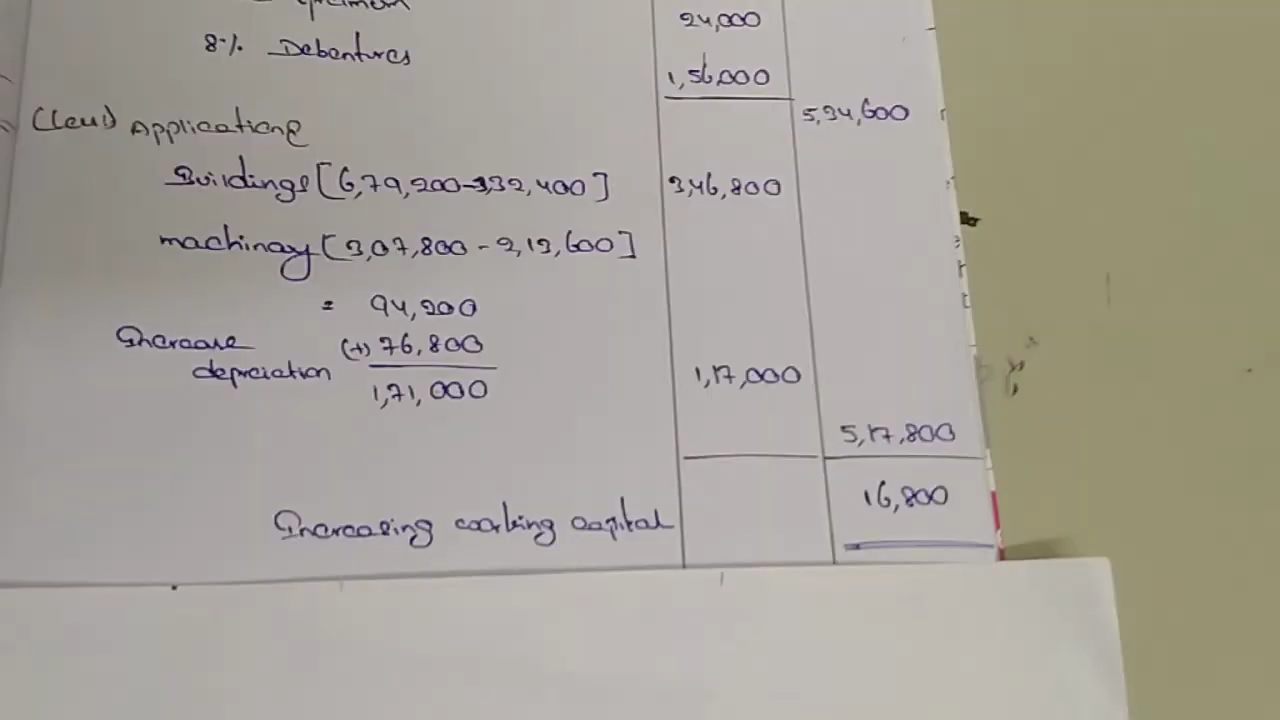 24,000
8% Debentures 1,56,000
(Less) Applications 5,34,600
Buildings [6,79,200-3,32,400] 3,46,800
machinay [3,07,800 - 2,13,600]
= 94,200
Increase (+) 76,800
depreciation 1,17,000
1,71,000
5,17,800
16,800
Increasing working capital